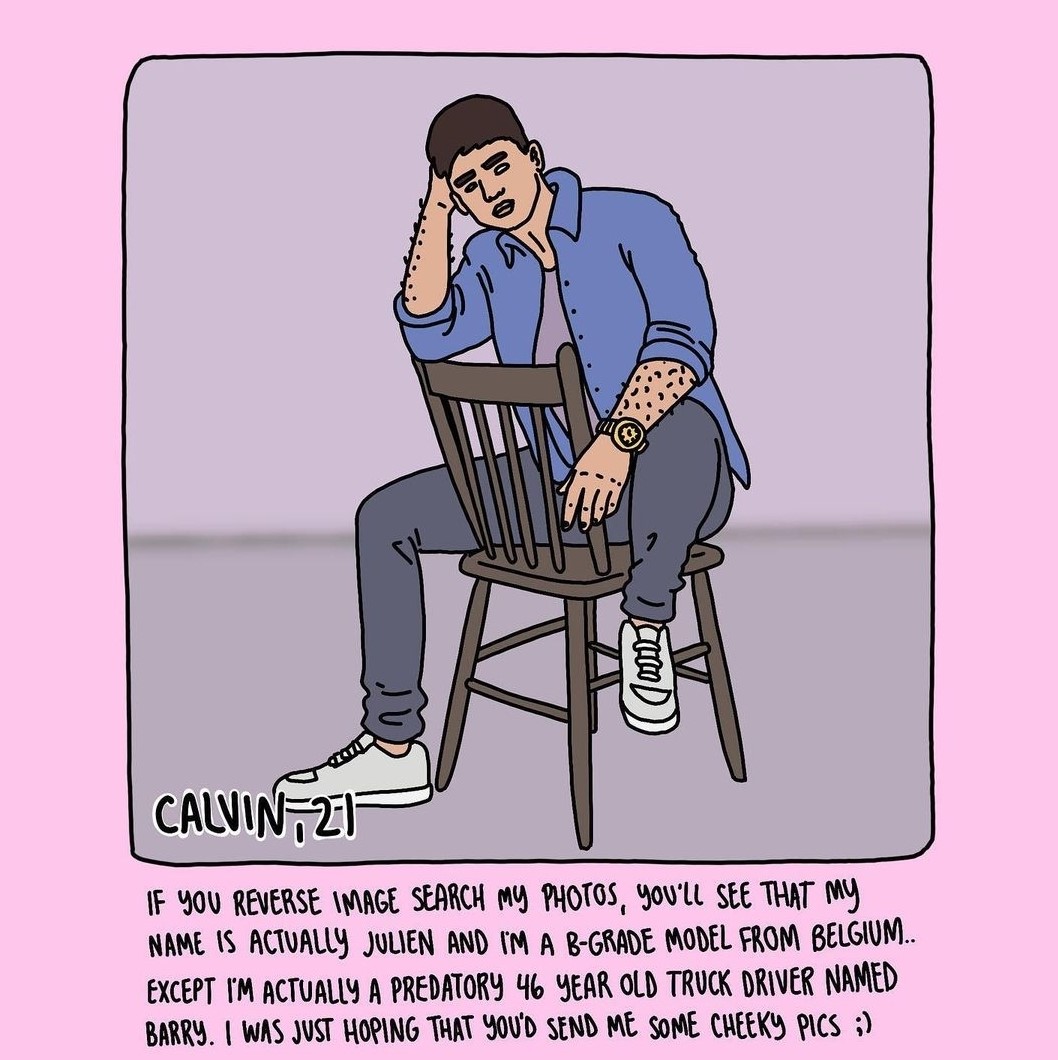 CALVIN, 21
IF YOU REVERSE IMAGE SEARCH MY PHOTOS, YOU'LL SEE THAT MY
NAME IS ACTUALLY JULIEN AND I'M A B-GRADE MODEL FROM BELGIUM..
EXCEPT I'M ACTUALLY A PREDATORY 46 YEAR OLD TRUCK DRIVER NAMED
BARRY. I WAS JUST HOPING THAT YOU'D SEND ME SOME CHEEKY PICS ;)